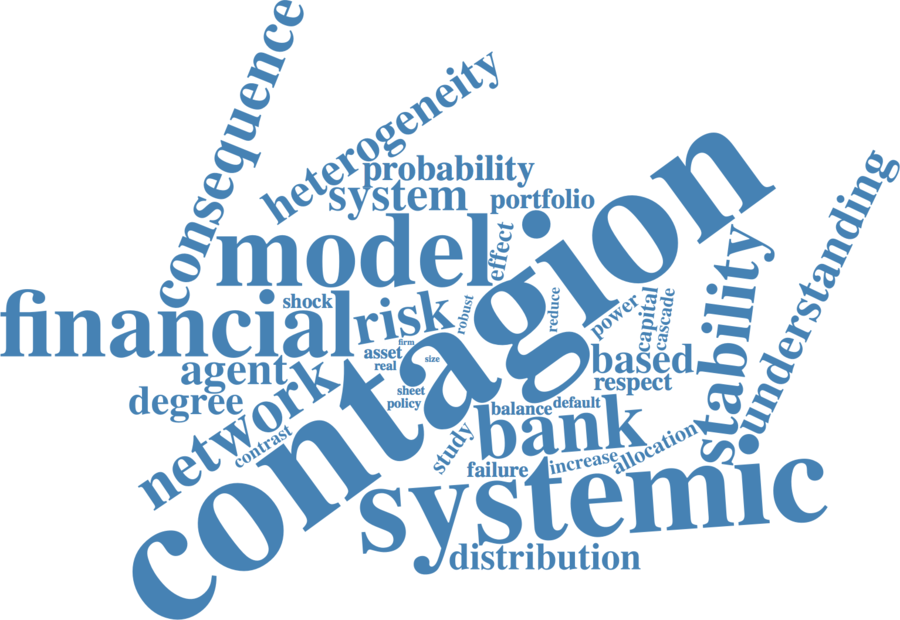 consequence
heterogeneity
probability
system
portfolio
contagion
understanding
model
effect
stability
financial
shock
risk
robust
reduce
power
capital
cascade
firm
asset
size
real
based
respect
agent
degree
network
sheet
policy
balance
default
bank
contrast
study
failure
increase
allocation
systemic
distribution